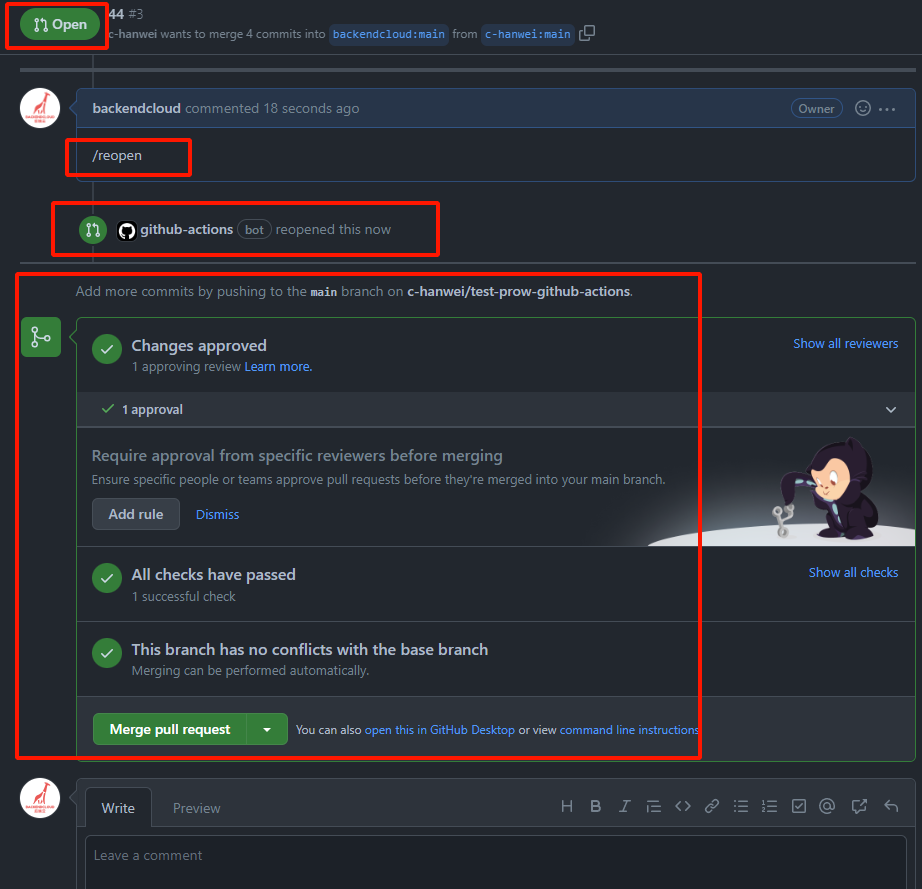 Open
44 #3
c-hanwei wants to merge 4 commits into backendcloud:main from c-hanwei:main
backendcloud commented 18 seconds ago
Owner
/reopen
github-actions bot reopened this now
Add more commits by pushing to the main branch on c-hanwei/test-prow-github-actions.
Changes approved
Show all reviewers
1 approving review Learn more.
1 approval
Require approval from specific reviewers before merging
Ensure specific people or teams approve pull requests before they're merged into your main branch.
Add rule
Dismiss
All checks have passed
Show all checks
1 successful check
This branch has no conflicts with the base branch
Merging can be performed automatically.
Merge pull request
You can also open this in GitHub Desktop or view command line instructions
Write
Preview
Leave a comment